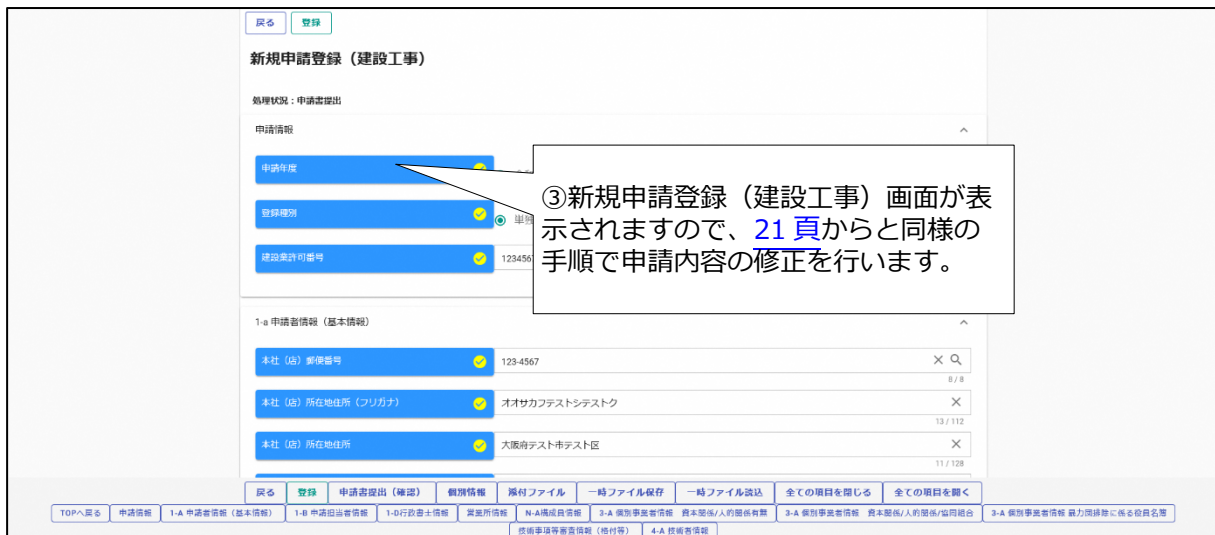 戻る 登録
新規申請登録（建設工事）
処理状況：申請書提出
申請情報
申請年度
登録種別
建設業許可番号 123456
③新規申請登録（建設工事）画面が表
示されますので、21 頁からと同様の
手順で申請内容の修正を行います。
1-a 申請者情報（基本情報）
本社（店）郵便番号 123-4567
8 / 8
本社（店）所在地住所（フリガナ） オオサカフテストシテストク
13 / 112
本社（店）所在地住所 大阪府テスト市テスト区
11 / 128
戻る 登録 申請書提出（確認） 個別情報 添付ファイル 一時ファイル保存 一時ファイル読込 全ての項目を閉じる 全ての項目を開く
TOPへ戻る 申請情報 1-A 申請者情報（基本情報） 1-B 申請担当者情報 1-D行政書士情報 営業所情報 N-A構成員情報 3-A 個別事業者情報 資本関係/人的関係有無 3-A 個別事業者情報 資本関係/人的関係/協同組合 3-A 個別事業者情報 暴力団排除に係る役員名簿
技術事項等審査情報（格付等） 4-A 技術者情報